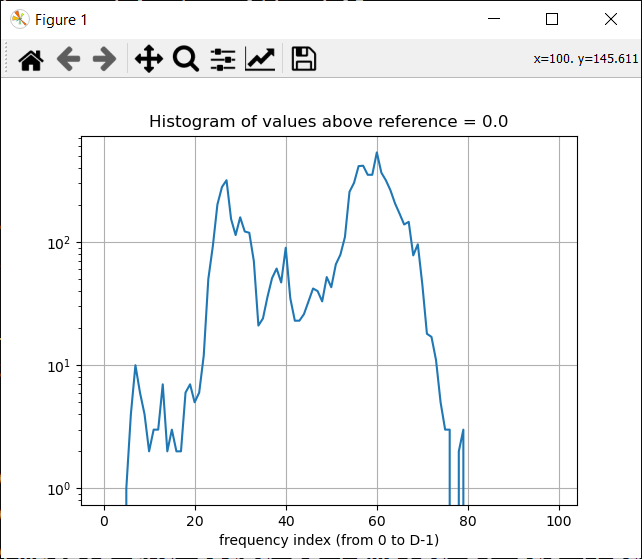 Figure 1
x=100. y=145.611
Histogram of values above reference = 0.0
10²
10¹
10⁰
0 20 40 60 80 100
frequency index (from 0 to D-1)